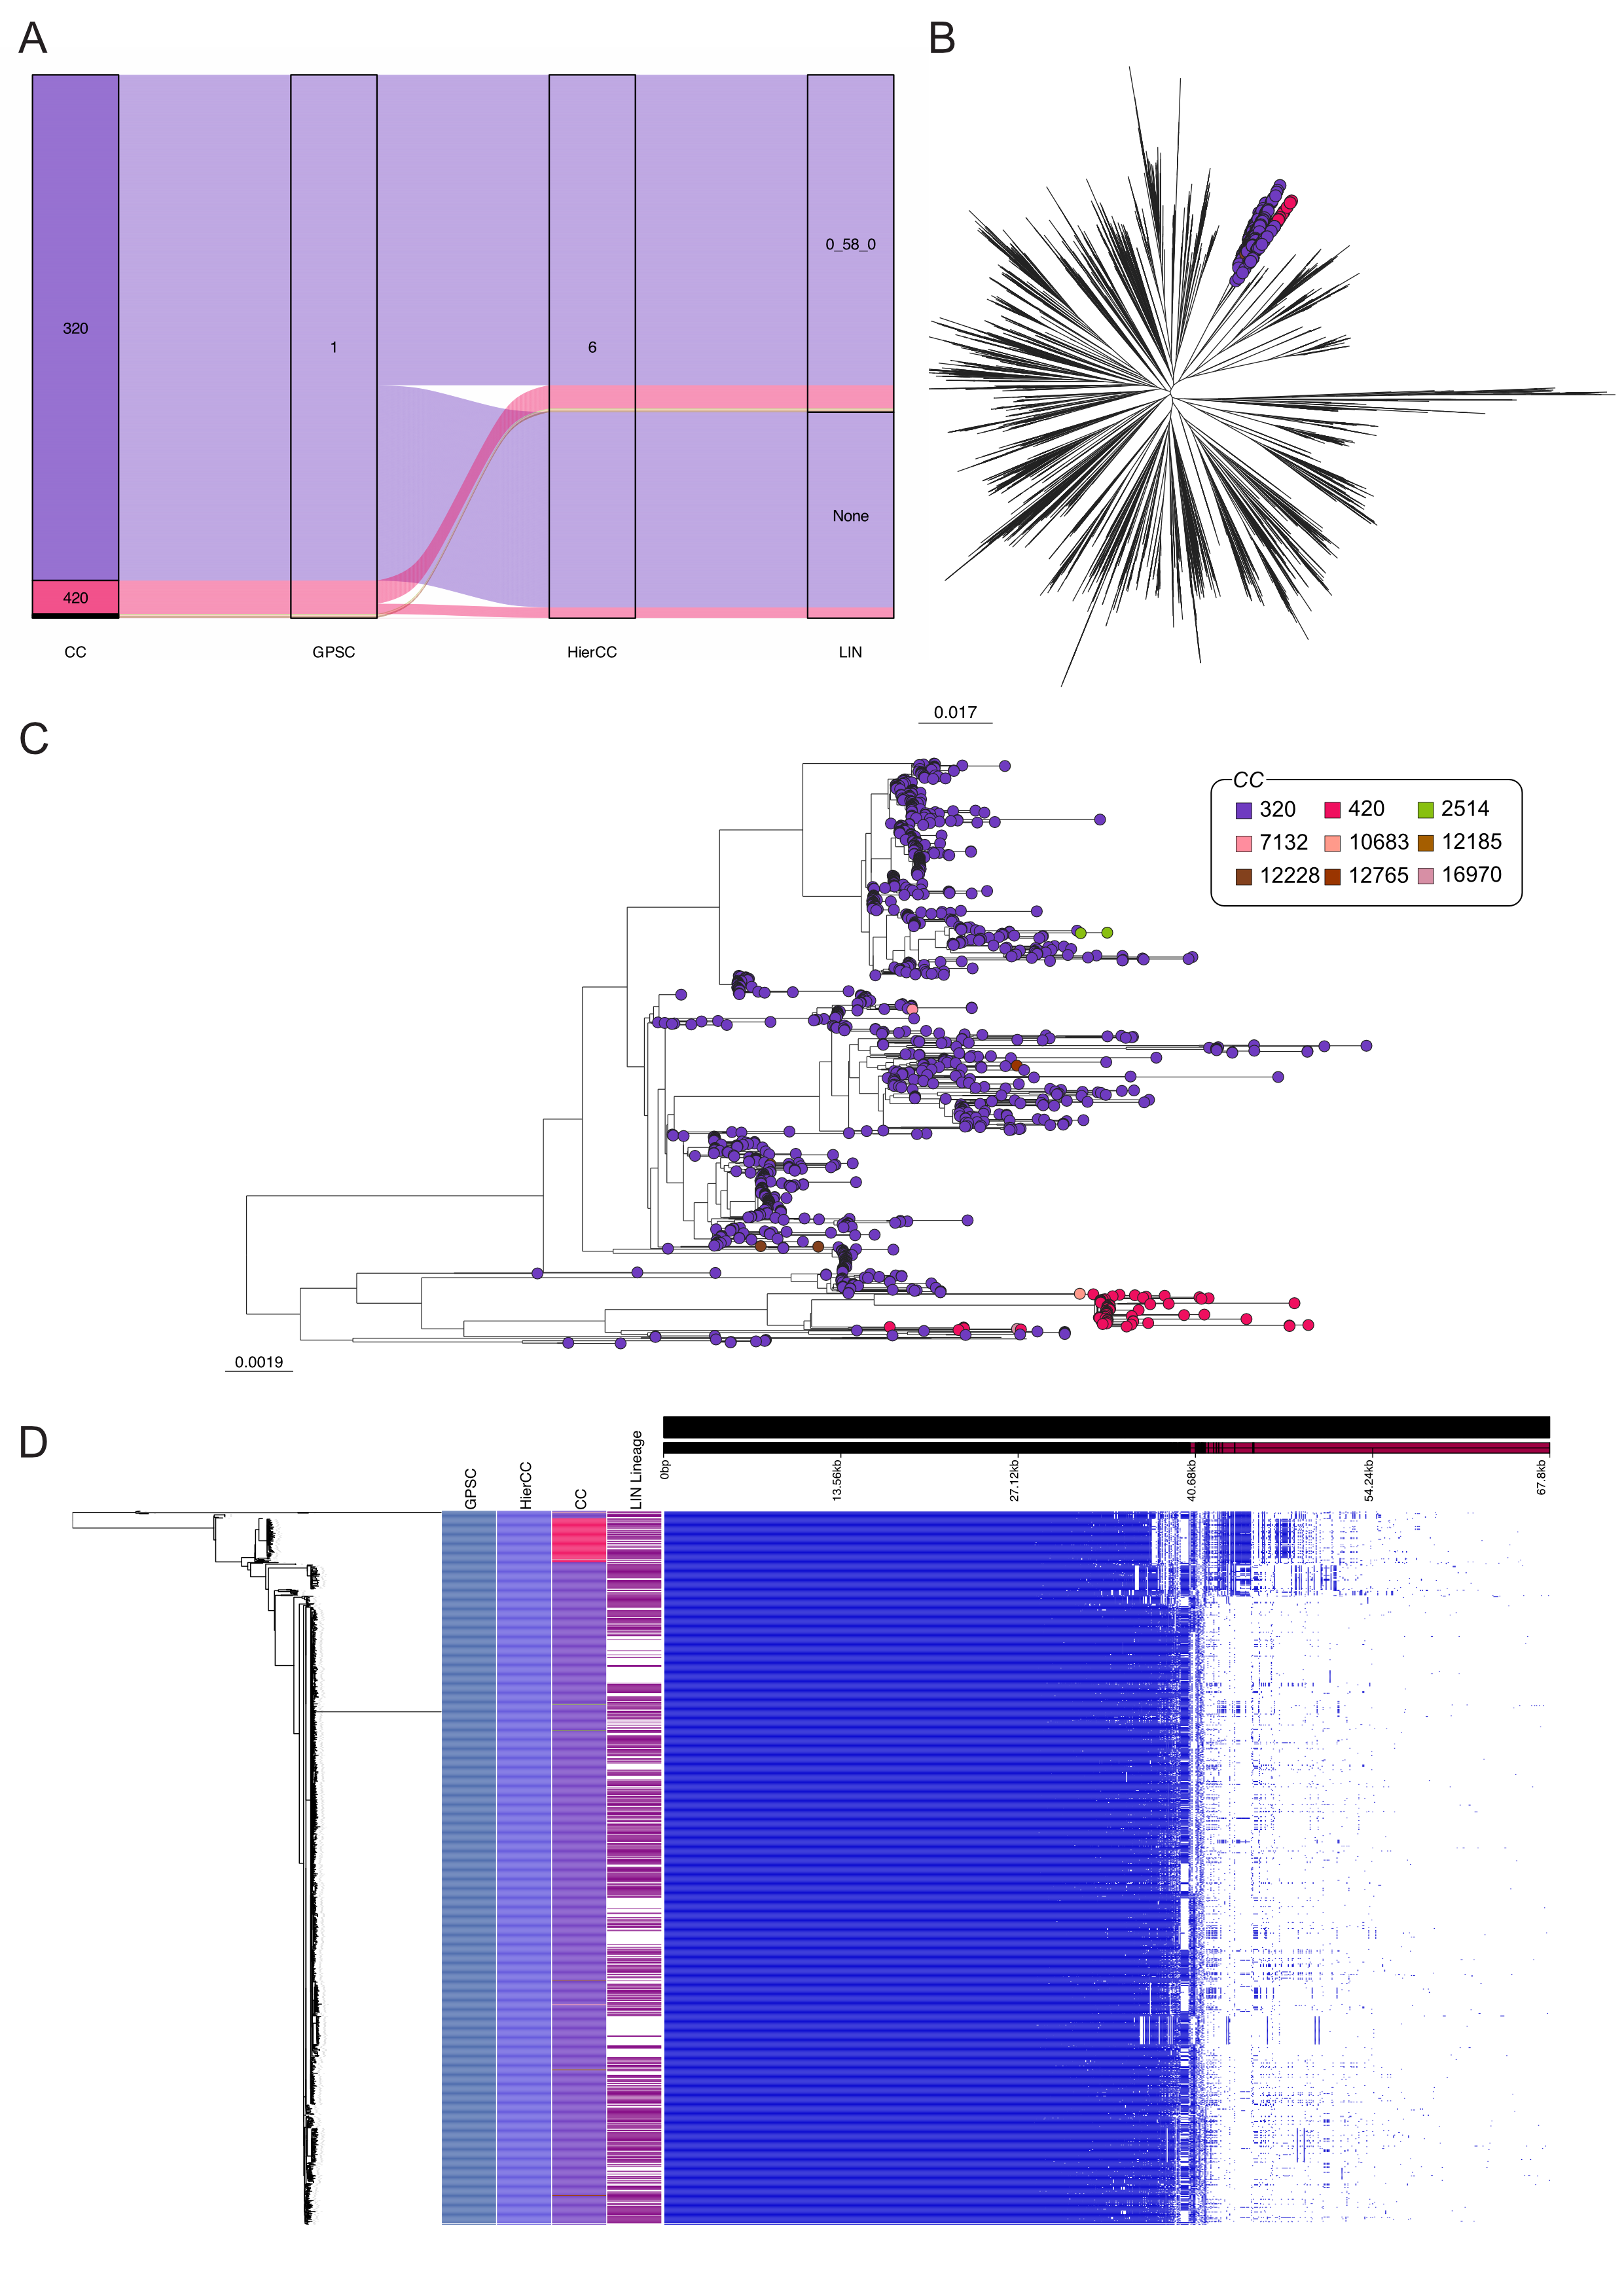 A
B
0_58_0
320
1
6
None
420
CC
GPSC
HierCC
LIN
C
0.017
CC
320
420
2514
7132
10683
12185
12228
12765
16970
0.0019
D
GPSC
HierCC
CC
LIN Lineage
0bp
13.56kb
27.12kb
40.68kb
54.24kb
67.8kb